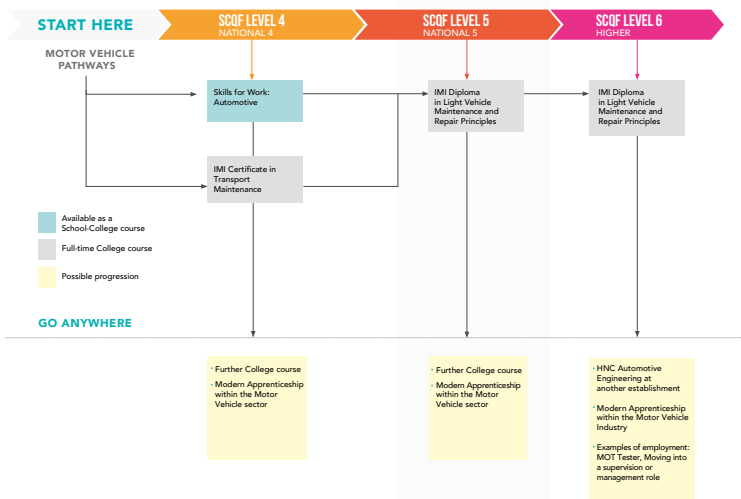 START HERE
SCQF LEVEL 4
NATIONAL 4
SCQF LEVEL 5
NATIONAL 5
SCQF LEVEL 6
HIGHER
MOTOR VEHICLE
PATHWAYS
Skills for Work:
Automotive
IMI Diploma
in Light Vehicle
Maintenance and
Repair Principles
IMI Diploma
in Light Vehicle
Maintenance and
Repair Principles
IMI Certificate in
Transport
Maintenance
Available as a
School-College course
Full-time College course
Possible progression
GO ANYWHERE
· Further College course
· Modern Apprenticeship
within the Motor
Vehicle sector
· Further College course
· Modern Apprenticeship
within the Motor
Vehicle sector
· HNC Automotive
Engineering at
another establishment
· Modern Apprenticeship
within the Motor Vehicle
Industry
· Examples of employment:
MOT Tester, Moving into
a supervision or
management role